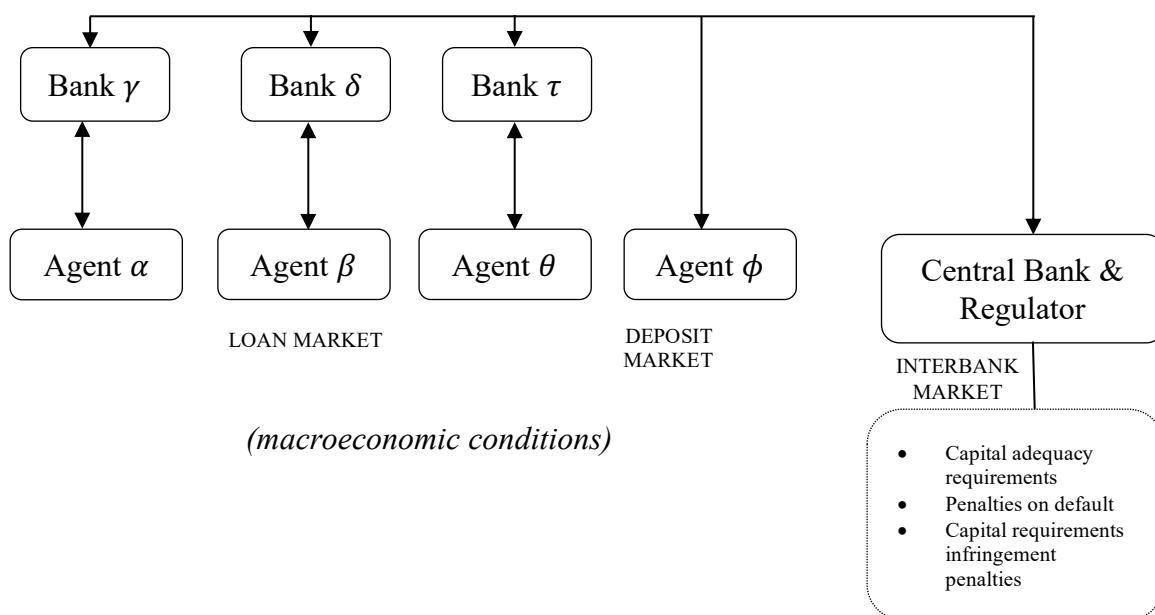 Bank γ
Bank δ
Bank τ
Agent α
Agent β
Agent θ
Agent ϕ
Central Bank &
Regulator
LOAN MARKET
DEPOSIT
MARKET
INTERBANK
MARKET
(macroeconomic conditions)
• Capital adequacy
requirements
• Penalties on default
• Capital requirements
infringement
penalties